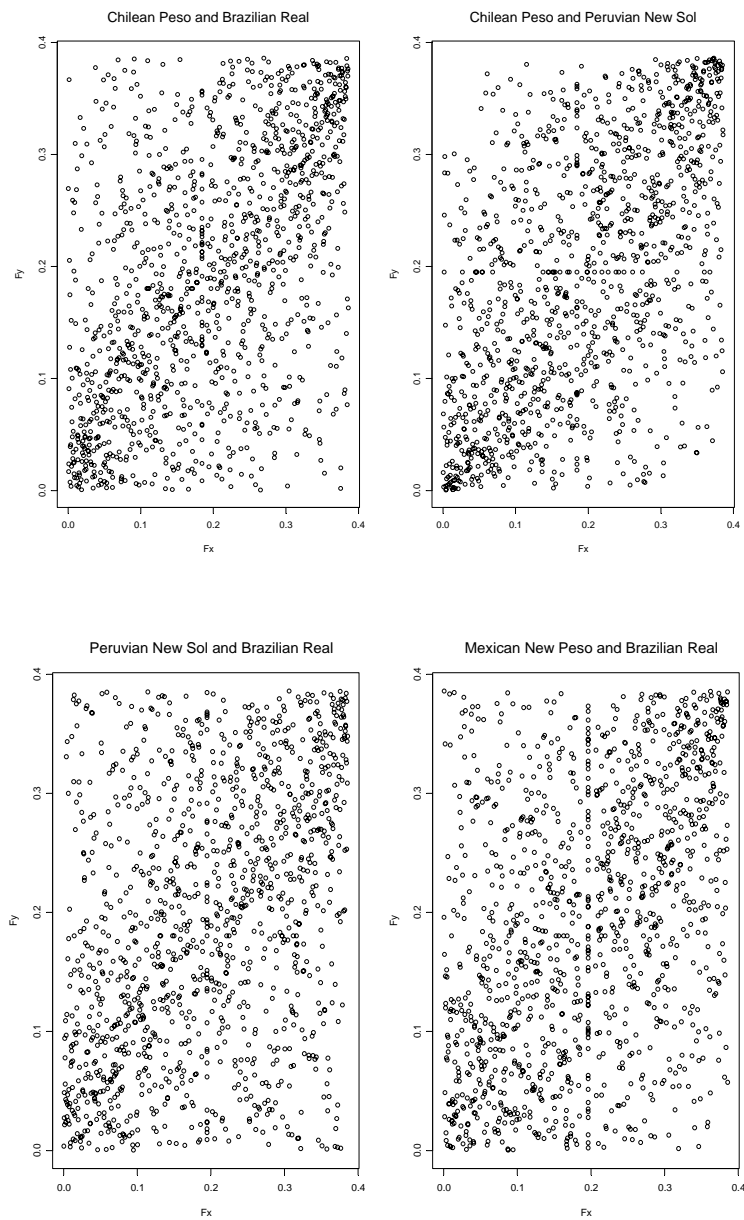 Chilean Peso and Brazilian Real
Fy
0.0 0.1 0.2 0.3 0.4
0.0 0.1 0.2 0.3 0.4
Fx
Chilean Peso and Peruvian New Sol
Fy
0.0 0.1 0.2 0.3 0.4
0.0 0.1 0.2 0.3 0.4
Fx
Peruvian New Sol and Brazilian Real
Fy
0.0 0.1 0.2 0.3 0.4
0.0 0.1 0.2 0.3 0.4
Fx
Mexican New Peso and Brazilian Real
Fy
0.0 0.1 0.2 0.3 0.4
0.0 0.1 0.2 0.3 0.4
Fx